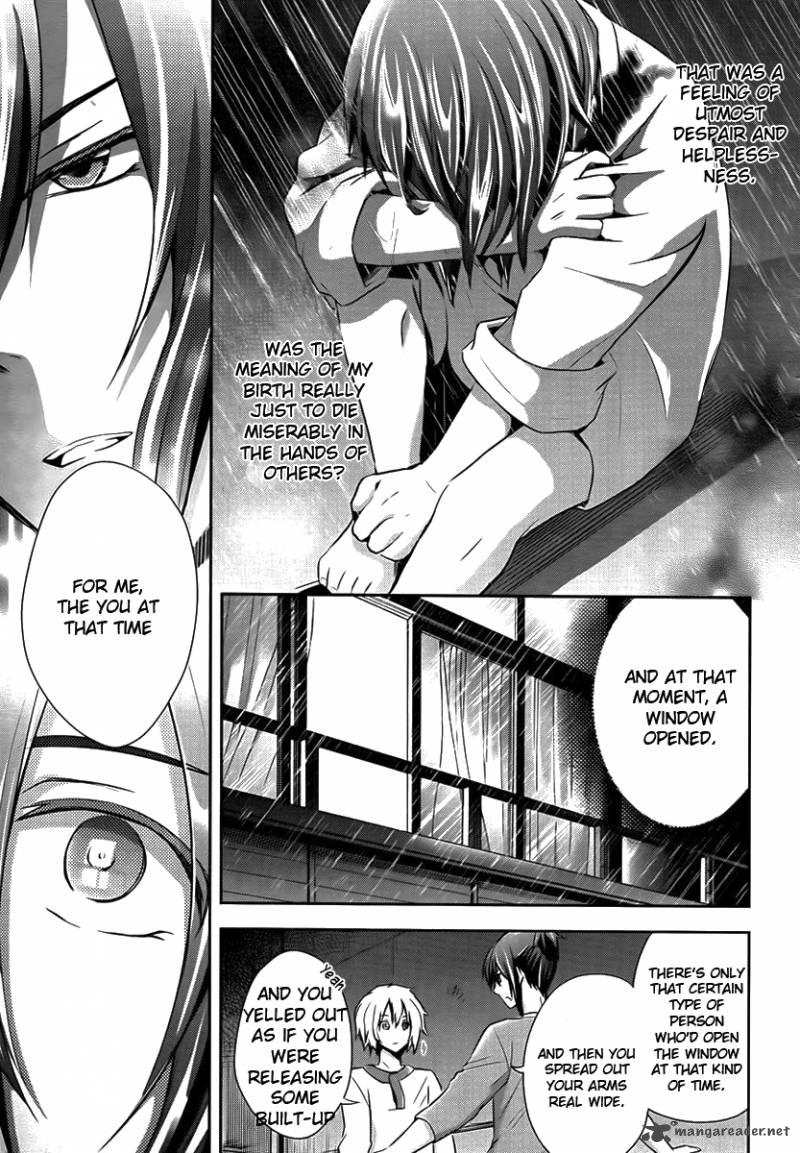 THAT WAS A
FEELING OF
UTMOST
DESPAIR AND
HELPLESS-
NESS.
WAS THE
MEANING OF MY
BIRTH REALLY
JUST TO DIE
MISERABLY IN
THE HANDS OF
OTHERS?
AND AT THAT
MOMENT, A
WINDOW
OPENED.
THERE'S ONLY
THAT CERTAIN
TYPE OF
PERSON
WHO'D OPEN
THE WINDOW
AT THAT KIND
OF TIME.
AND THEN YOU
SPREAD OUT
YOUR ARMS
REAL WIDE.
Yeah
AND YOU
YELLED OUT
AS IF YOU
WERE
RELEASING
SOME
BUILT-UP
FOR ME,
THE YOU AT
THAT TIME
mangareader.net